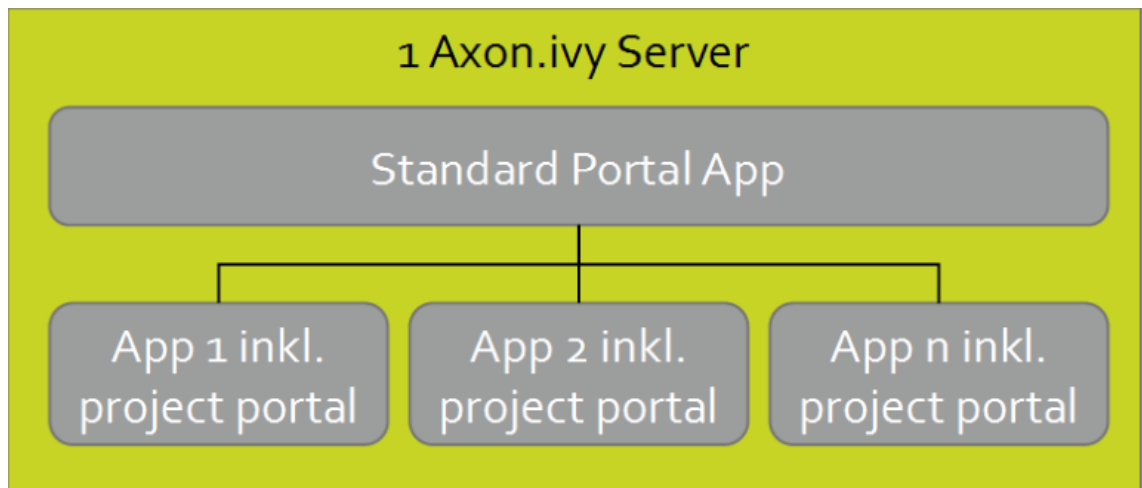 1 Axon.ivy Server
Standard Portal App
App 1 inkl.
project portal
App 2 inkl.
project portal
App n inkl.
project portal